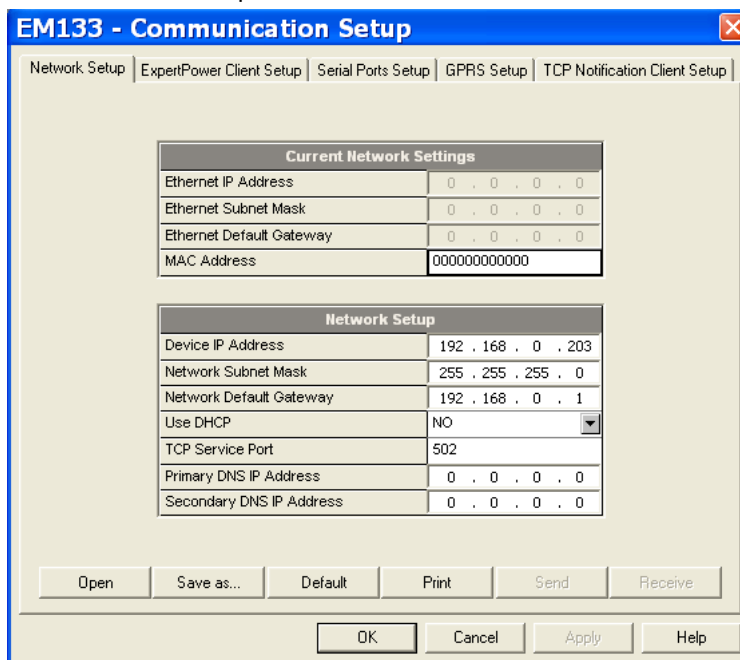 EM133 - Communication Setup
Network Setup ExpertPower Client Setup Serial Ports Setup GPRS Setup TCP Notification Client Setup
Current Network Settings
Ethernet IP Address 0 . 0 . 0 . 0
Ethernet Subnet Mask 0 . 0 . 0 . 0
Ethernet Default Gateway 0 . 0 . 0 . 0
MAC Address 000000000000
Network Setup
Device IP Address 192 . 168 . 0 . 203
Network Subnet Mask 255 . 255 . 255 . 0
Network Default Gateway 192 . 168 . 0 . 1
Use DHCP NO
TCP Service Port 502
Primary DNS IP Address 0 . 0 . 0 . 0
Secondary DNS IP Address 0 . 0 . 0 . 0
Open Save as... Default Print Send Receive
OK Cancel Apply Help